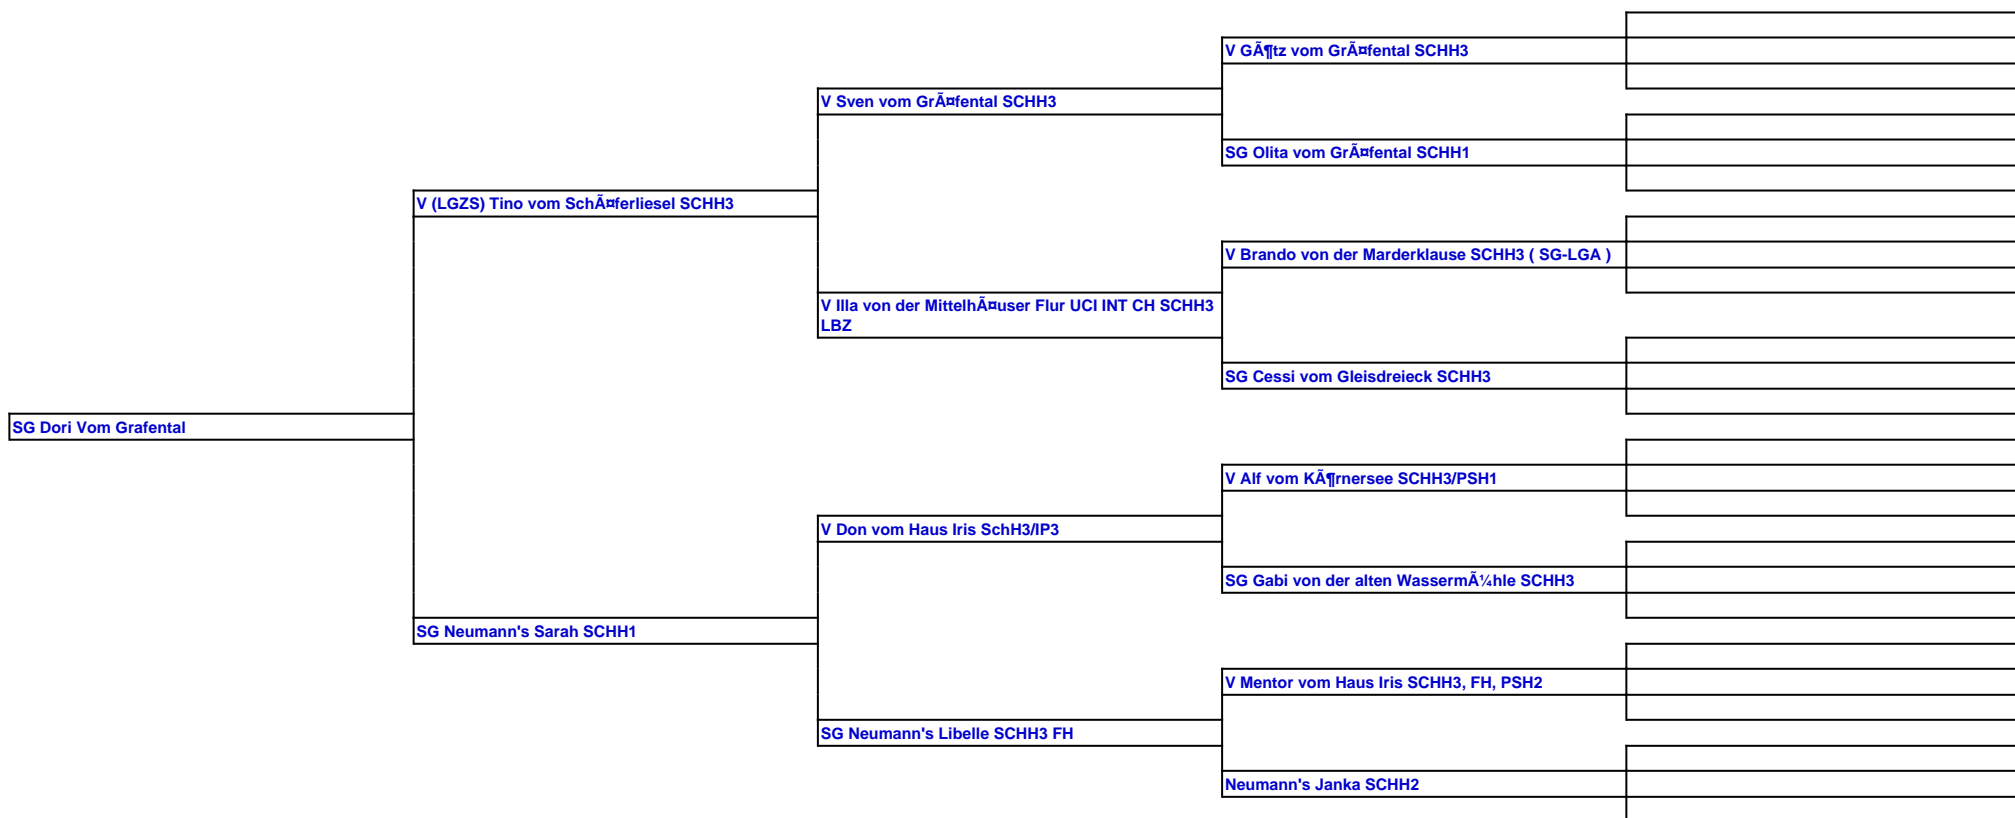 V GÃ¶tz vom GrÃ¤fental SCHH3
V Sven vom GrÃ¤fental SCHH3
SG Olita vom GrÃ¤fental SCHH1
V (LGZS) Tino vom SchÃ¤ferliesel SCHH3
V Brando von der Marderklause SCHH3 ( SG-LGA )
V Illa von der MittelhÃ¤user Flur UCI INT CH SCHH3
LBZ
SG Cessi vom Gleisdreieck SCHH3
SG Dori Vom Grafental
V Alf vom KÃ¶rnersee SCHH3/PSH1
V Don vom Haus Iris SchH3/IP3
SG Gabi von der alten WassermÃ¼hle SCHH3
SG Neumann's Sarah SCHH1
V Mentor vom Haus Iris SCHH3, FH, PSH2
SG Neumann's Libelle SCHH3 FH
Neumann's Janka SCHH2